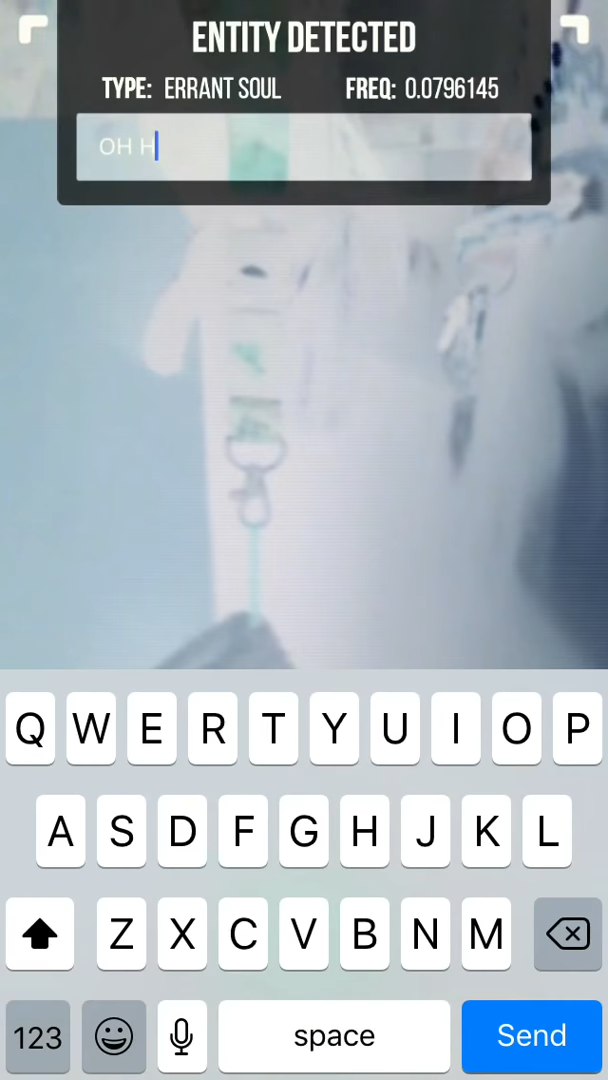 ENTITY DETECTED
TYPE: ERRANT SOUL FREQ: 0.0796145
OH H
Q W E R T Y U I O P
A S D F G H J K L
Z X C V B N M
123 space Send